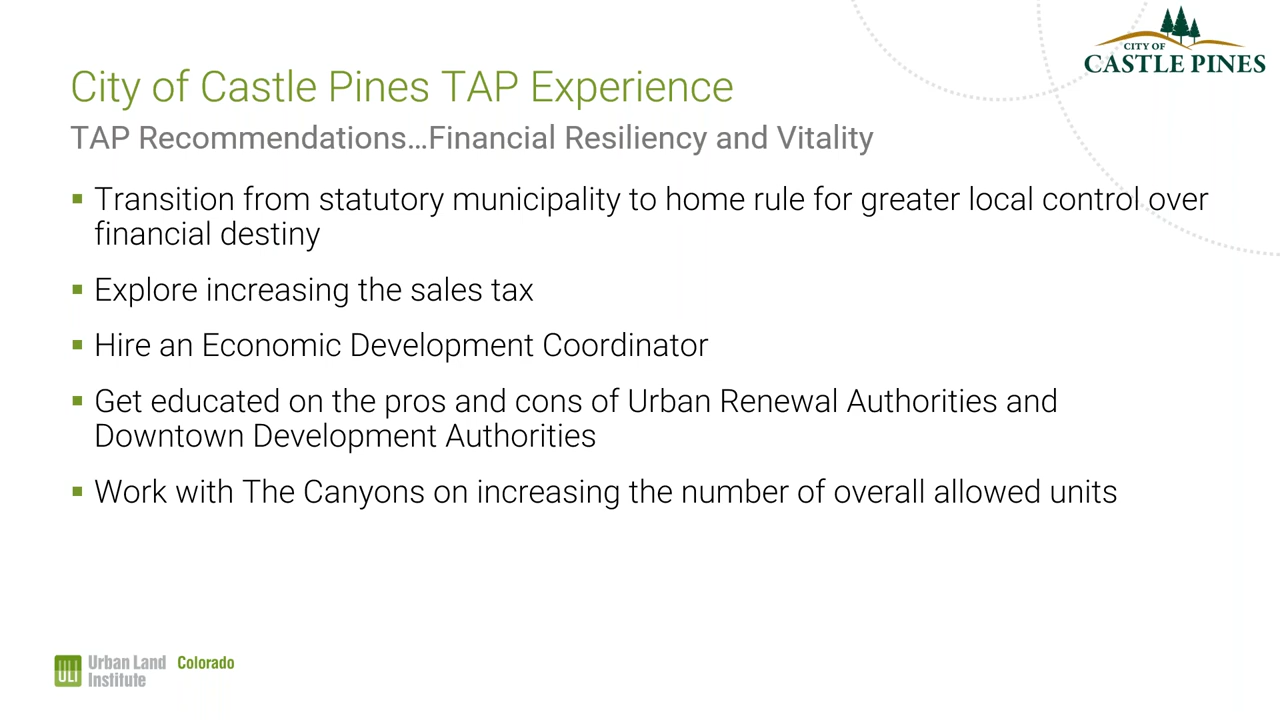 CITY OF
CASTLE PINES
City of Castle Pines TAP Experience
TAP Recommendations…Financial Resiliency and Vitality
▪ Transition from statutory municipality to home rule for greater local control over
financial destiny
▪ Explore increasing the sales tax
▪ Hire an Economic Development Coordinator
▪ Get educated on the pros and cons of Urban Renewal Authorities and
Downtown Development Authorities
▪ Work with The Canyons on increasing the number of overall allowed units
ULI Urban Land Colorado
Institute